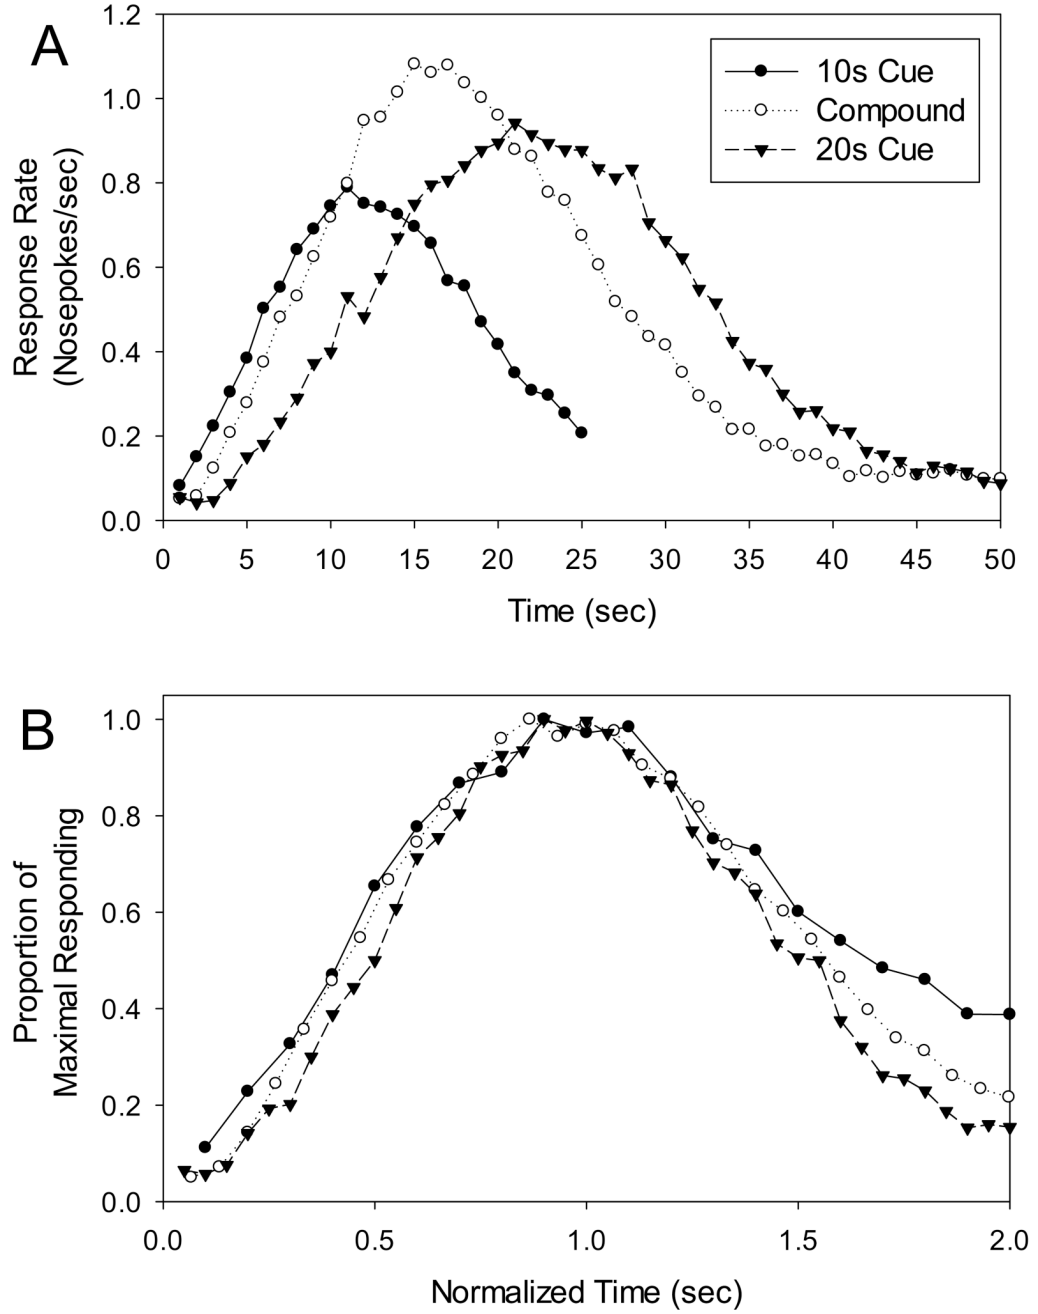 A
1.2
1.0
0.8
0.6
0.4
0.2
0.0
Response Rate
(Nosepokes/sec)
10s Cue
Compound
20s Cue
0 5 10 15 20 25 30 35 40 45 50
Time (sec)
B
1.0
0.8
0.6
0.4
0.2
0.0
Proportion of
Maximal Responding
0.0 0.5 1.0 1.5 2.0
Normalized Time (sec)